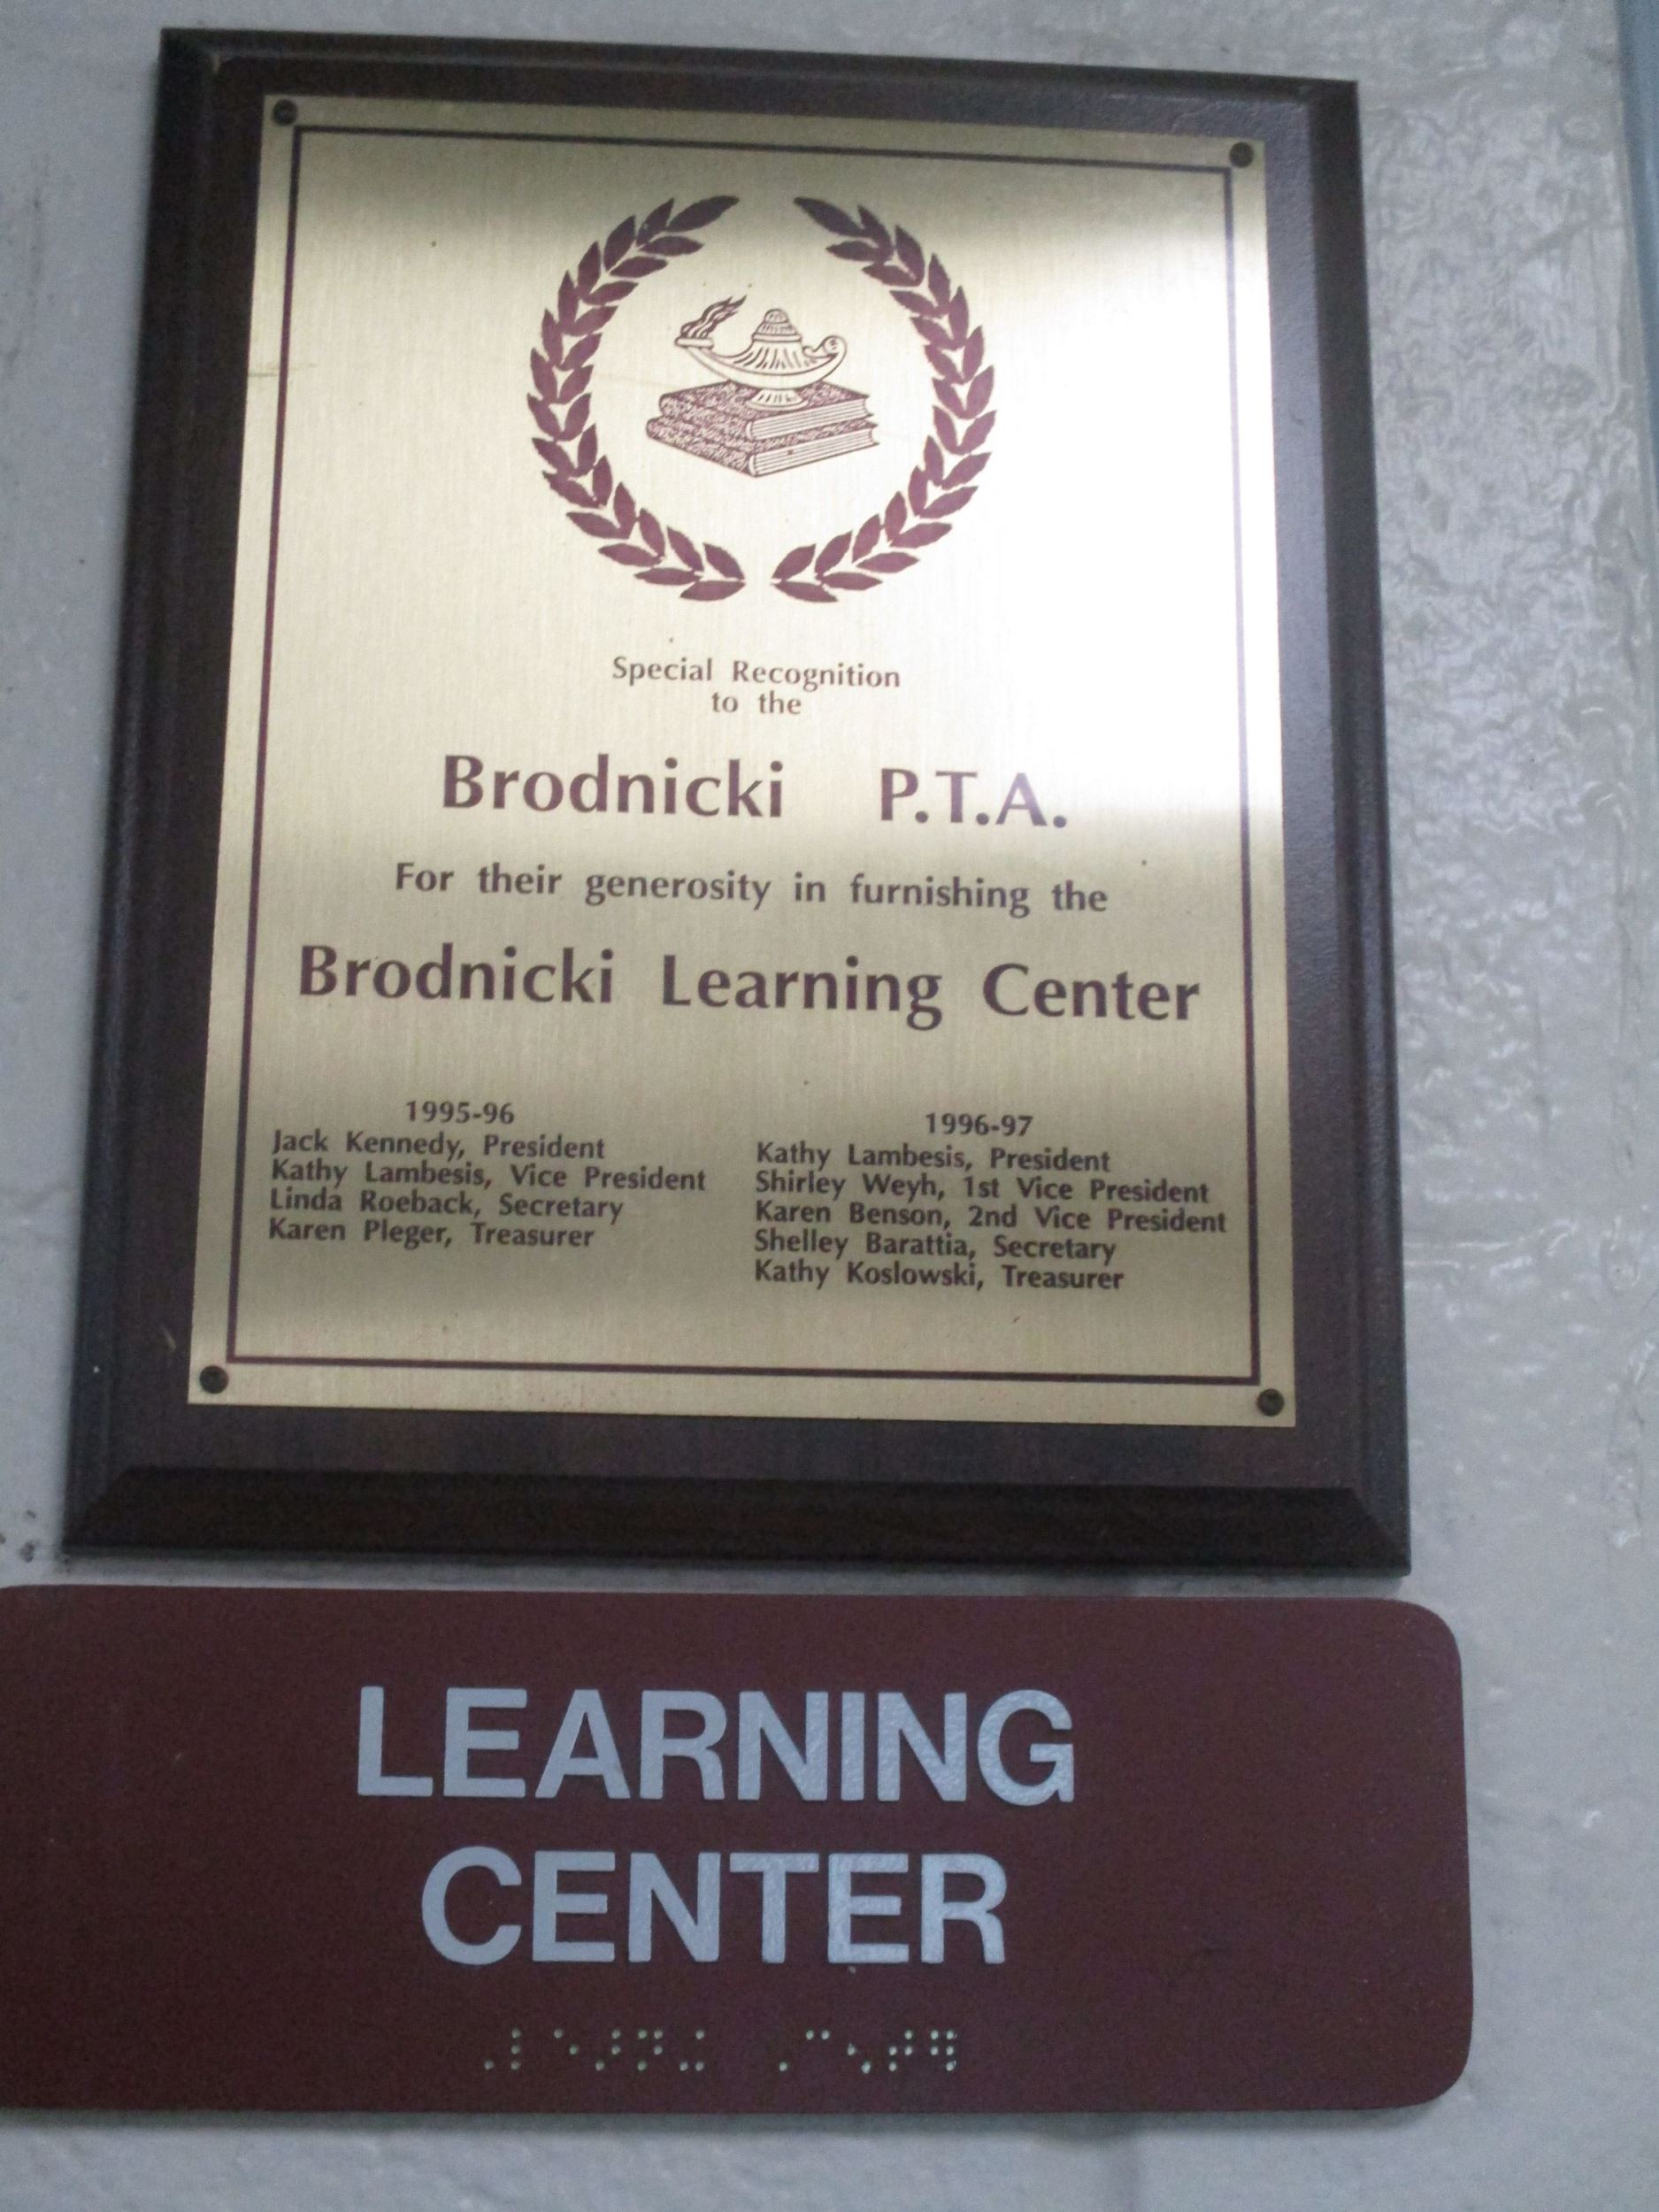 Special Recognition
to the
Brodnicki P.T.A.
For their generosity in furnishing the
Brodnicki Learning Center
1995-96
Jack Kennedy, President
Kathy Lambesis, Vice President
Linda Roeback, Secretary
Karen Pleger, Treasurer
1996-97
Kathy Lambesis, President
Shirley Weyh, 1st Vice President
Karen Benson, 2nd Vice President
Shelley Barattia, Secretary
Kathy Koslowski, Treasurer
LEARNING
CENTER